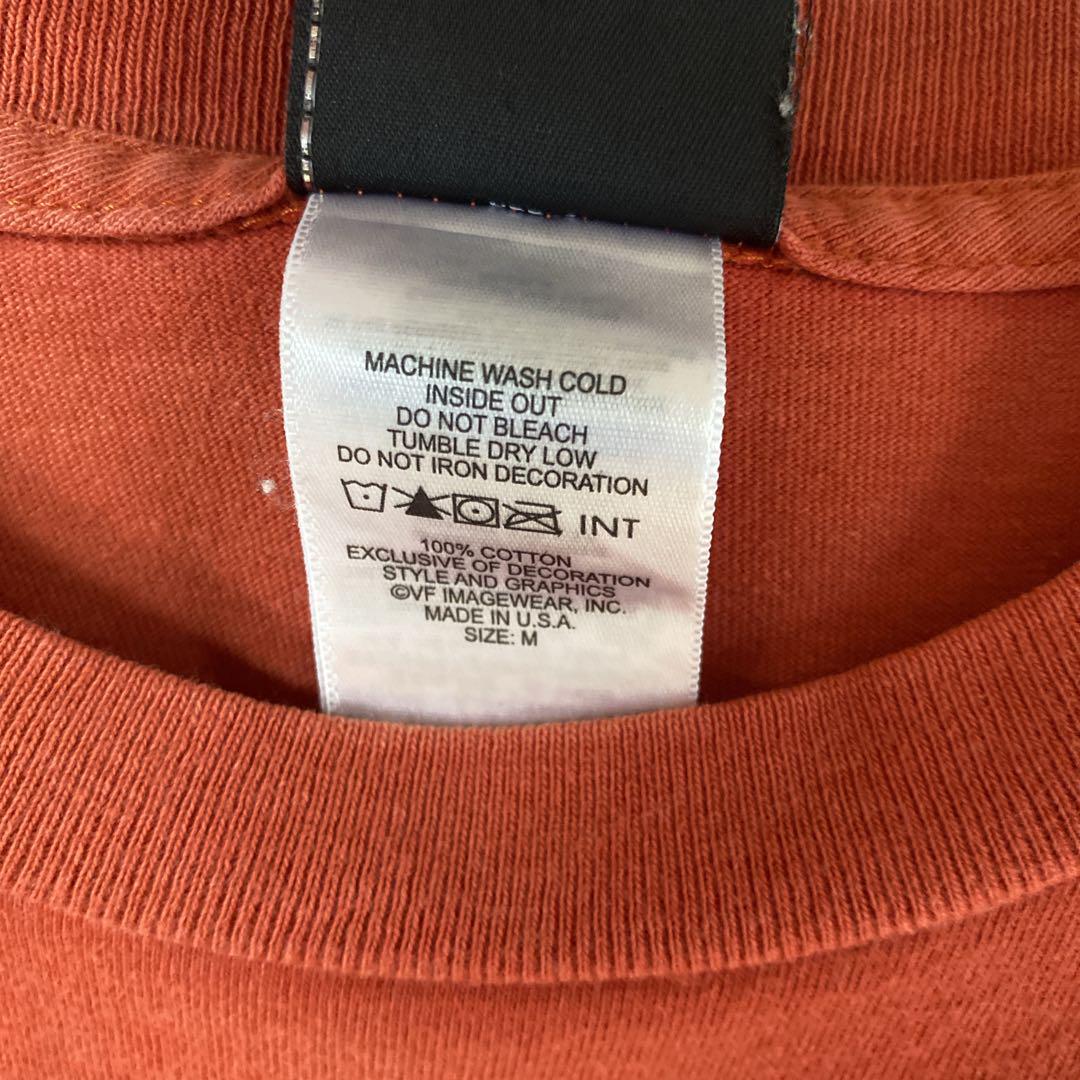 MACHINE WASH COLD
INSIDE OUT
DO NOT BLEACH
TUMBLE DRY LOW
DO NOT IRON DECORATION
INT
100% COTTON
EXCLUSIVE OF DECORATION
STYLE AND GRAPHICS
©VF IMAGEWEAR, INC.
MADE IN U.S.A.
SIZE: M